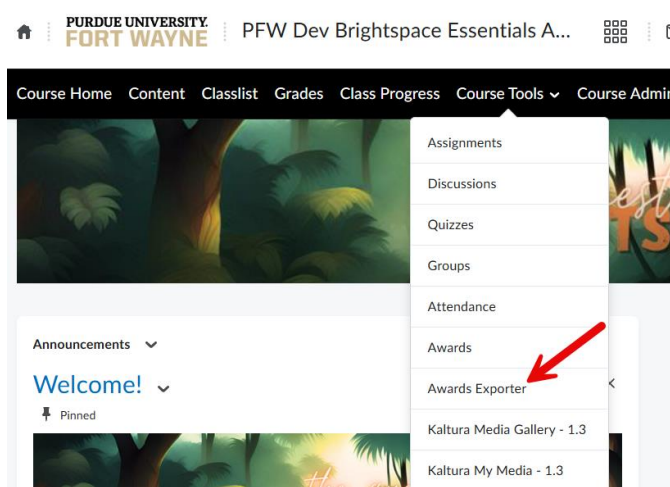 PURDUE UNIVERSITY.
FORT WAYNE
PFW Dev Brightspace Essentials A...
Course Home Content Classlist Grades Class Progress Course Tools Course Admin
Assignments
Discussions
Quizzes
Groups
Attendance
Awards
Awards Exporter
Kaltura Media Gallery - 1.3
Kaltura My Media - 1.3
Announcements
Welcome!
Pinned